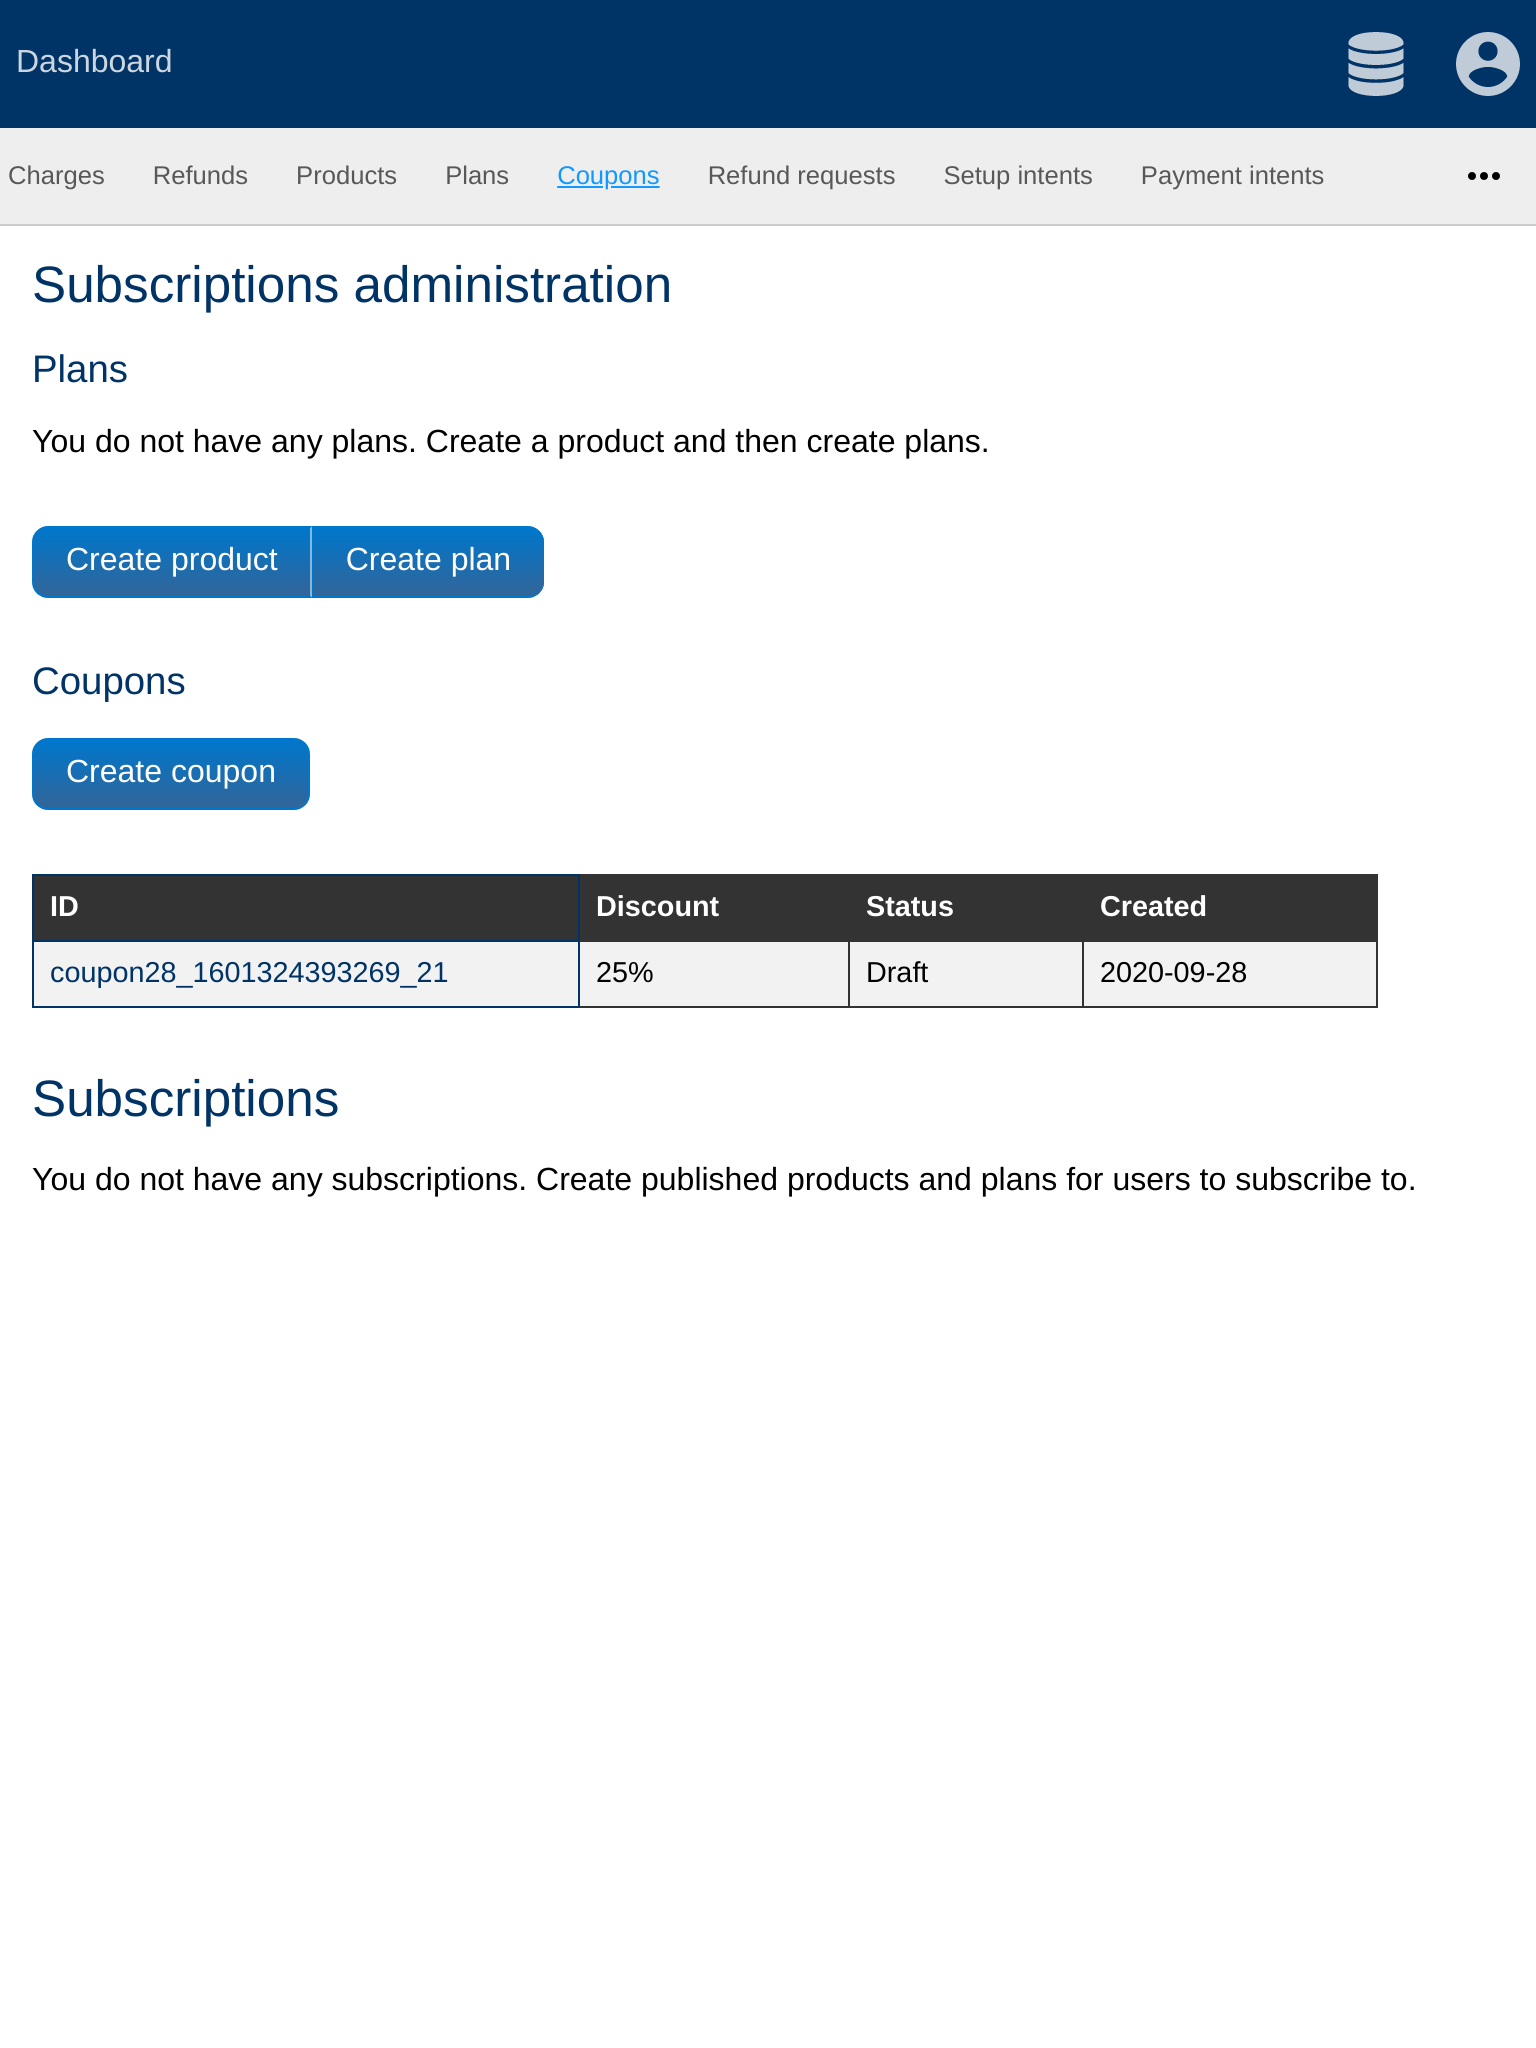 Dashboard
Charges Refunds Products Plans Coupons Refund requests Setup intents Payment intents
Subscriptions administration
Plans
You do not have any plans. Create a product and then create plans.
Create product Create plan
Coupons
Create coupon
ID Discount Status Created
coupon28_1601324393269_21 25% Draft 2020-09-28
Subscriptions
You do not have any subscriptions. Create published products and plans for users to subscribe to.